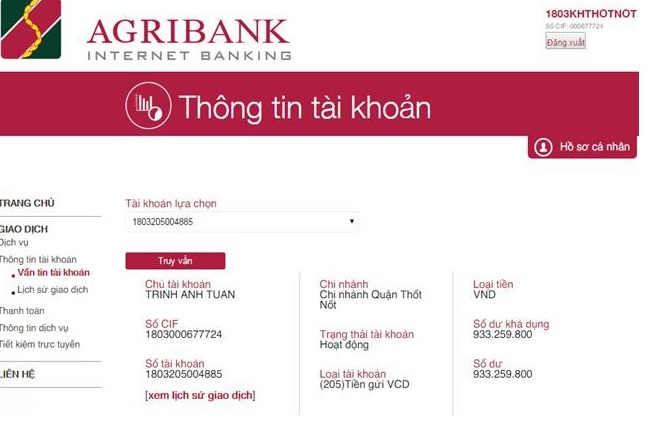 AGRIBANK
INTERNET BANKING
1803KHTHOTNOT
Số CIF: 000677724
Đăng xuất
Thông tin tài khoản
Hồ sơ cá nhân
TRANG CHỦ
GIAO DỊCH
Dịch vụ
Thông tin tài khoản
Vấn tin tài khoản
Lịch sử giao dịch
Thanh toán
Thông tin dịch vụ
Tiết kiệm trực tuyến
LIÊN HỆ
Tài khoản lựa chọn
1803205004885
Truy vấn
Chủ tài khoản
TRINH ANH TUAN
Số CIF
1803000677724
Số tài khoản
1803205004885
[xem lịch sử giao dịch]
Chi nhánh
Chi nhánh Quận Thốt
Nốt
Trạng thái tài khoản
Hoạt động
Loại tài khoản
(205)Tiền gửi VCD
Loại tiền
VND
Số dư khả dụng
933.259.800
Số dư
933.259.800